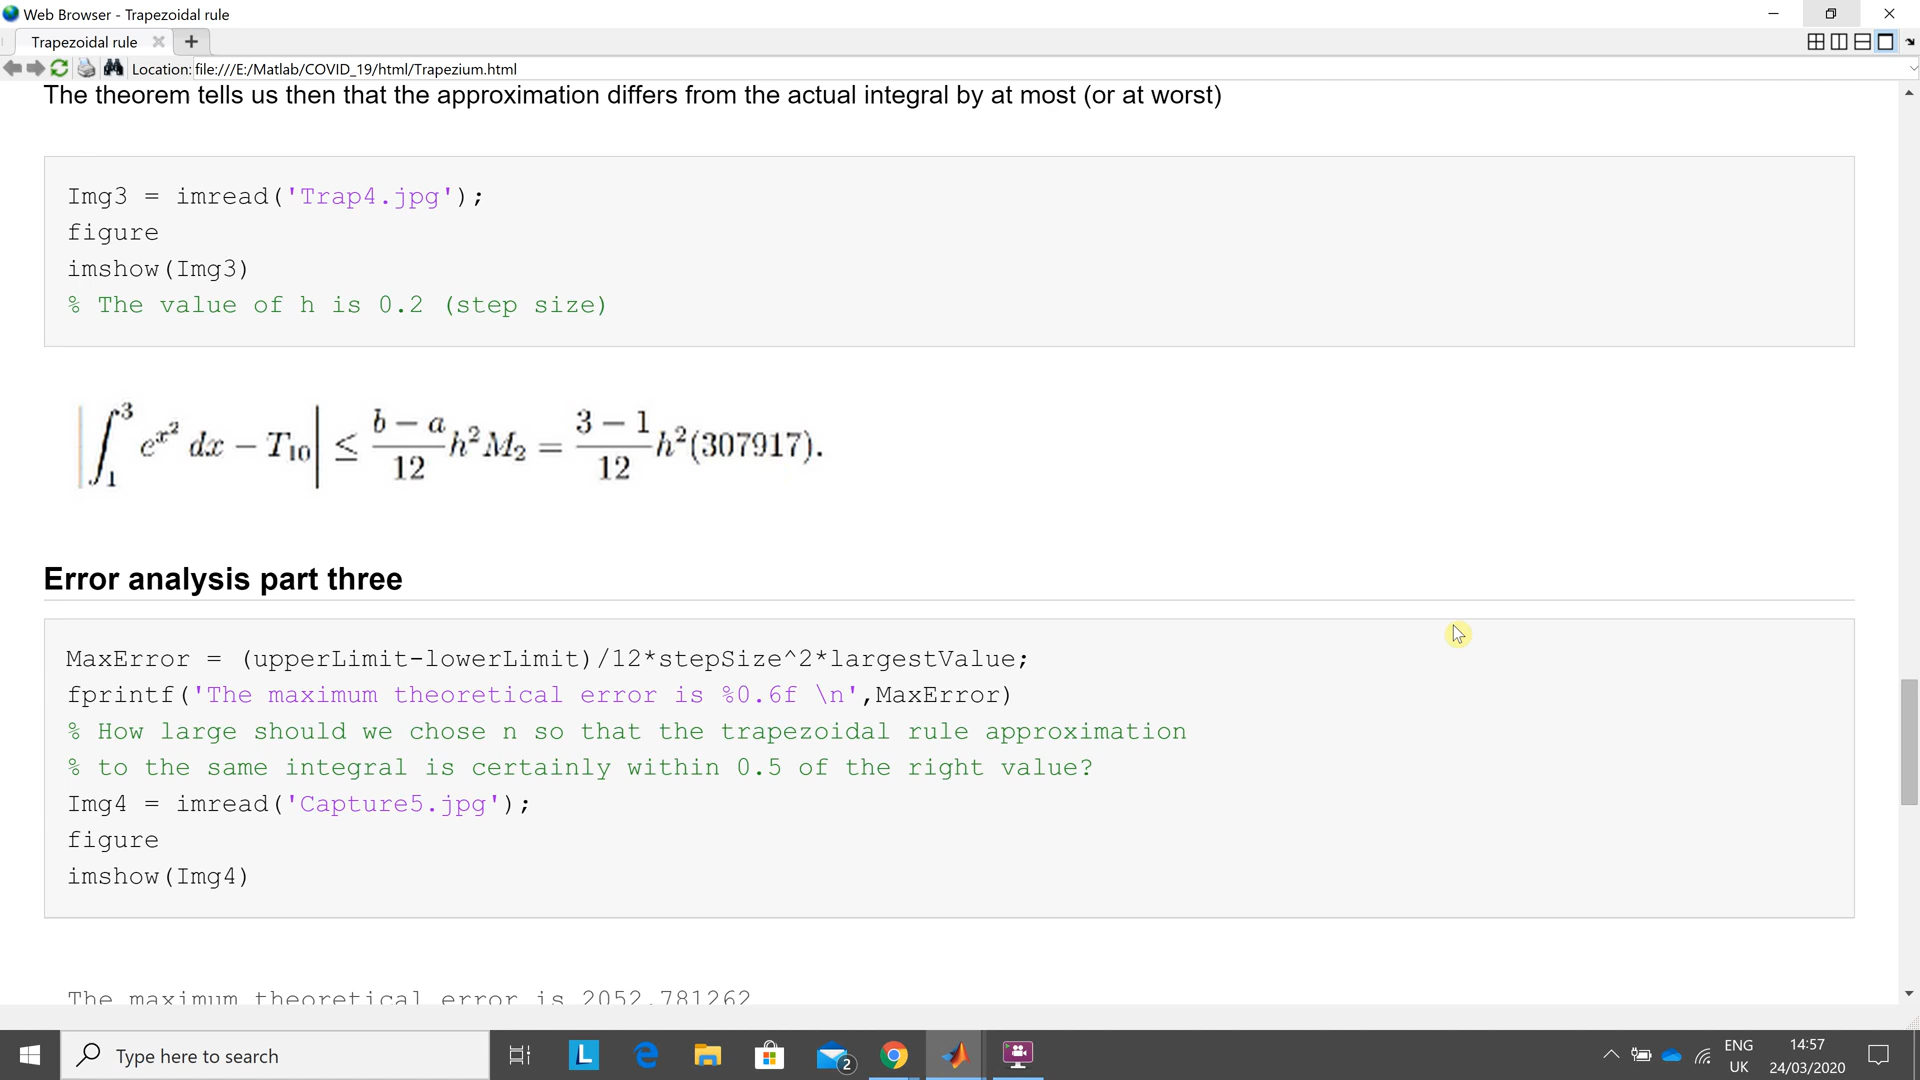 Web Browser - Trapezoidal rule
Trapezoidal rule
Location: file:///E:/Matlab/COVID_19/html/Trapezium.html
The theorem tells us then that the approximation differs from the actual integral by at most (or at worst)
Img3 = imread('Trap4.jpg');
figure
imshow(Img3)
% The value of h is 0.2 (step size)
|∫₁³ e^{x²} dx − T₁₀| ≤ (b − a)/12 h²M₂ = (3 − 1)/12 h²(307917).
Error analysis part three
MaxError = (upperLimit-lowerLimit)/12*stepSize^2*largestValue;
fprintf('The maximum theoretical error is %0.6f \n',MaxError)
% How large should we chose n so that the trapezoidal rule approximation
% to the same integral is certainly within 0.5 of the right value?
Img4 = imread('Capture5.jpg');
figure
imshow(Img4)
The maximum theoretical error is 2052.781262
Type here to search
L
2
ENG
UK
14:57
24/03/2020